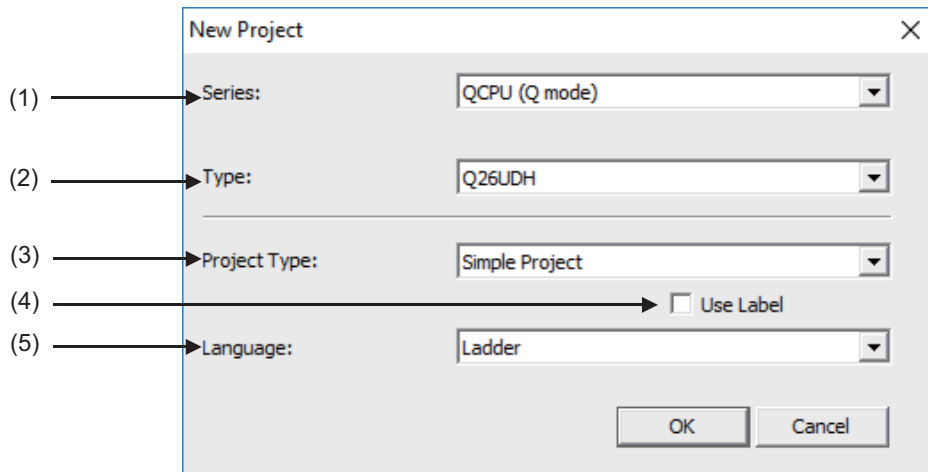 New Project
(1) Series: QCPU (Q mode)
(2) Type: Q26UDH
(3) Project Type: Simple Project
(4) Use Label
(5) Language: Ladder
OK Cancel